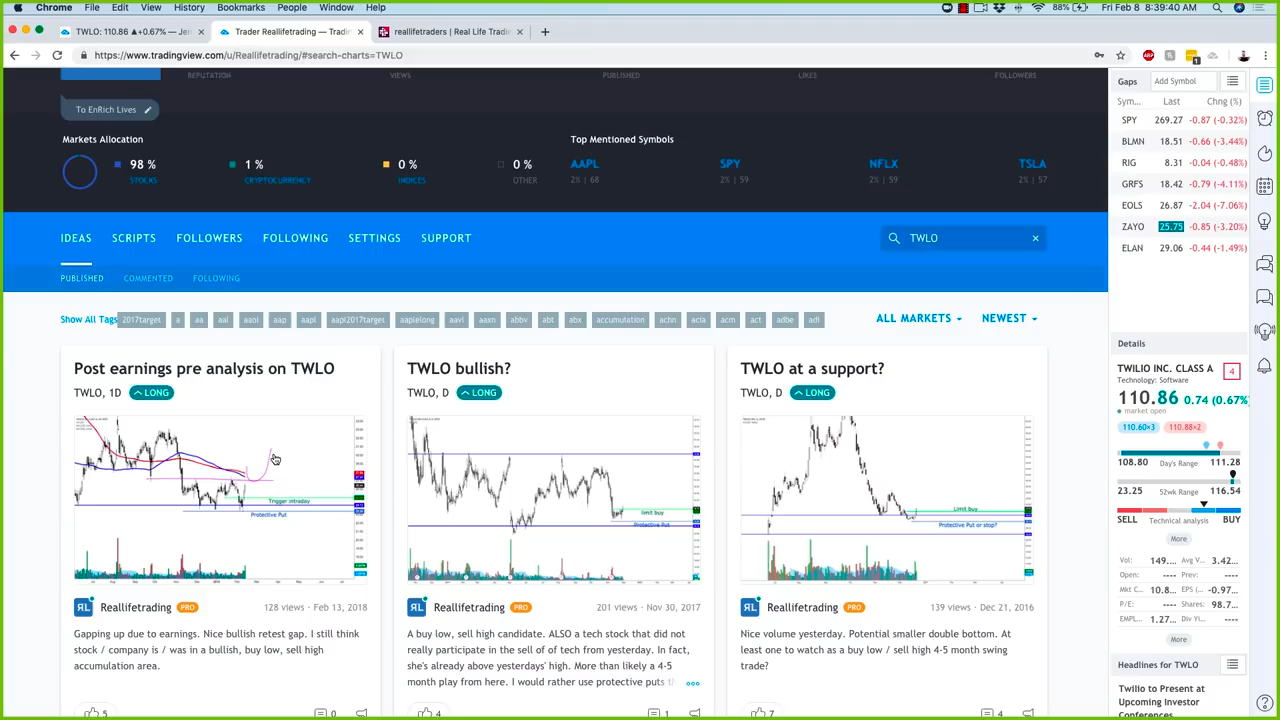 Chrome File Edit View History Bookmarks People Window Help 88% Fri Feb 8 8:39:40 AM
TWLO: 110.86 ▲+0.67% — Jen × Trader Reallifetrading — Tradi × reallifetraders | Real Life Tradi × +
https://www.tradingview.com/u/Reallifetrading/#search-charts=TWLO
REPUTATION VIEWS PUBLISHED LIKES FOLLOWERS
To EnRich Lives
Markets Allocation Top Mentioned Symbols
98 % 1 % 0 % 0 % AAPL SPY NFLX TSLA
STOCKS CRYPTOCURRENCY INDICES OTHER 2% | 68 2% | 59 2% | 59 2% | 57
IDEAS SCRIPTS FOLLOWERS FOLLOWING SETTINGS SUPPORT TWLO ×
PUBLISHED COMMENTED FOLLOWING
Show All Tags 2017target a aa aal aaoi aap aapl aapl2017target aaplelong aavl aaxn abbv abt abx accumulation achn acia acm act adbe adi ALL MARKETS NEWEST
Post earnings pre analysis on TWLO
TWLO, 1D LONG
Trigger intraday
Protective Put
Reallifetrading PRO 128 views · Feb 13, 2018
Gapping up due to earnings. Nice bullish retest gap. I still think
stock / company is / was in a bullish, buy low, sell high
accumulation area.
5 0
TWLO bullish?
TWLO, D LONG
limit buy
Protective Put
Reallifetrading PRO 201 views · Nov 30, 2017
A buy low, sell high candidate. ALSO a tech stock that did not
really participate in the sell of of tech from yesterday. In fact,
she's already above yesterdays' high. More than likely a 4-5
month play from here. I would rather use protective puts
4 1
TWLO at a support?
TWLO, D LONG
Limit buy
Protective Put or stop?
Reallifetrading PRO 139 views · Dec 21, 2016
Nice volume yesterday. Potential smaller double bottom. At
least one to watch as a buy low / sell high 4-5 month swing
trade?
7 4
Gaps Add Symbol
Sym... Last Chng (%)
SPY 269.27 -0.87 (-0.32%)
BLMN 18.51 -0.66 (-3.44%)
RIG 8.31 -0.04 (-0.48%)
GRFS 18.42 -0.79 (-4.11%)
EOLS 26.87 -2.04 (-7.06%)
ZAYO 25.75 -0.85 (-3.20%)
ELAN 29.06 -0.44 (-1.49%)
Details
TWILIO INC. CLASS A 4
Technology: Software
110.86 0.74 (0.67%)
market open
110.60×3 110.88×2
108.80 Day's Range 111.28
23.25 52wk Range 116.54
SELL Technical analysis BUY
More
Vol: 149.... Avg V... 3.42...
Open: ---- Prev: ----
Mkt C... 10.8... EPS (... -0.97...
P/E: ---- Shares: 98.7...
EMPL... 1.27... Div Yi... ----
More
Headlines for TWLO
Twilio to Present at
Upcoming Investor
Conferences